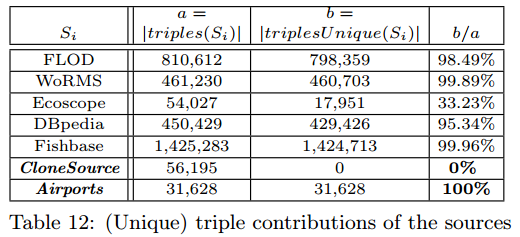 S_i a = |triples(S_i)| b = |triplesUnique(S_i)| b/a
FLOD 810,612 798,359 98.49%
WoRMS 461,230 460,703 99.89%
Ecoscope 54,027 17,951 33.23%
DBpedia 450,429 429,426 95.34%
Fishbase 1,425,283 1,424,713 99.96%
CloneSource 56,195 0 0%
Airports 31,628 31,628 100%
Table 12: (Unique) triple contributions of the sources